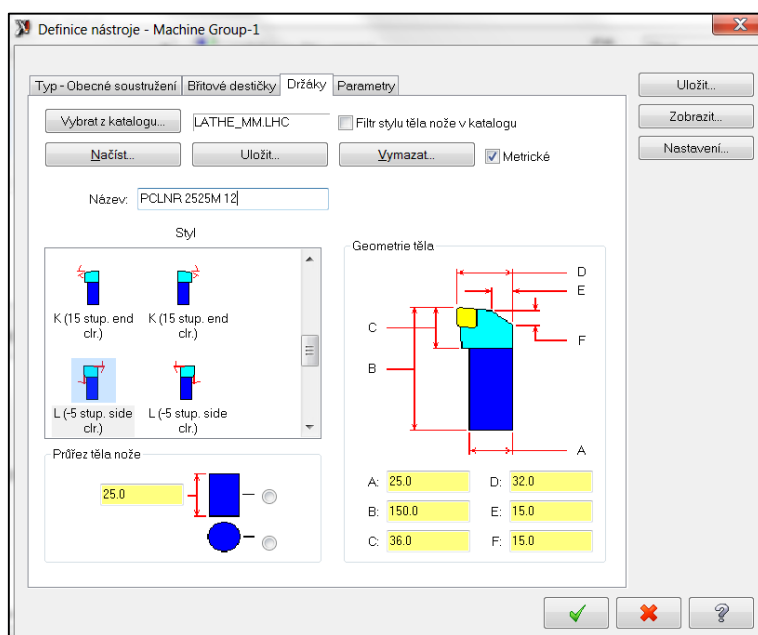 Definice nástroje - Machine Group-1
Typ - Obecné soustružení
Břitové destičky
Držáky
Parametry
Uložit...
Zobrazit...
Nastavení...
Vybrat z katalogu...
LATHE_MM.LHC
Filtr stylu těla nože v katalogu
Načíst...
Uložit...
Vymazat...
Metrické
Název:
PCLNR 2525M 12
Styl
K (15 stup. end
clr.)
K (15 stup. end
clr.)
L (-5 stup. side
clr.)
L (-5 stup. side
clr.)
Průřez těla nože
25.0
Geometrie těla
D
E
C
F
B
A
A: 25.0
D: 32.0
B: 150.0
E: 15.0
C: 36.0
F: 15.0